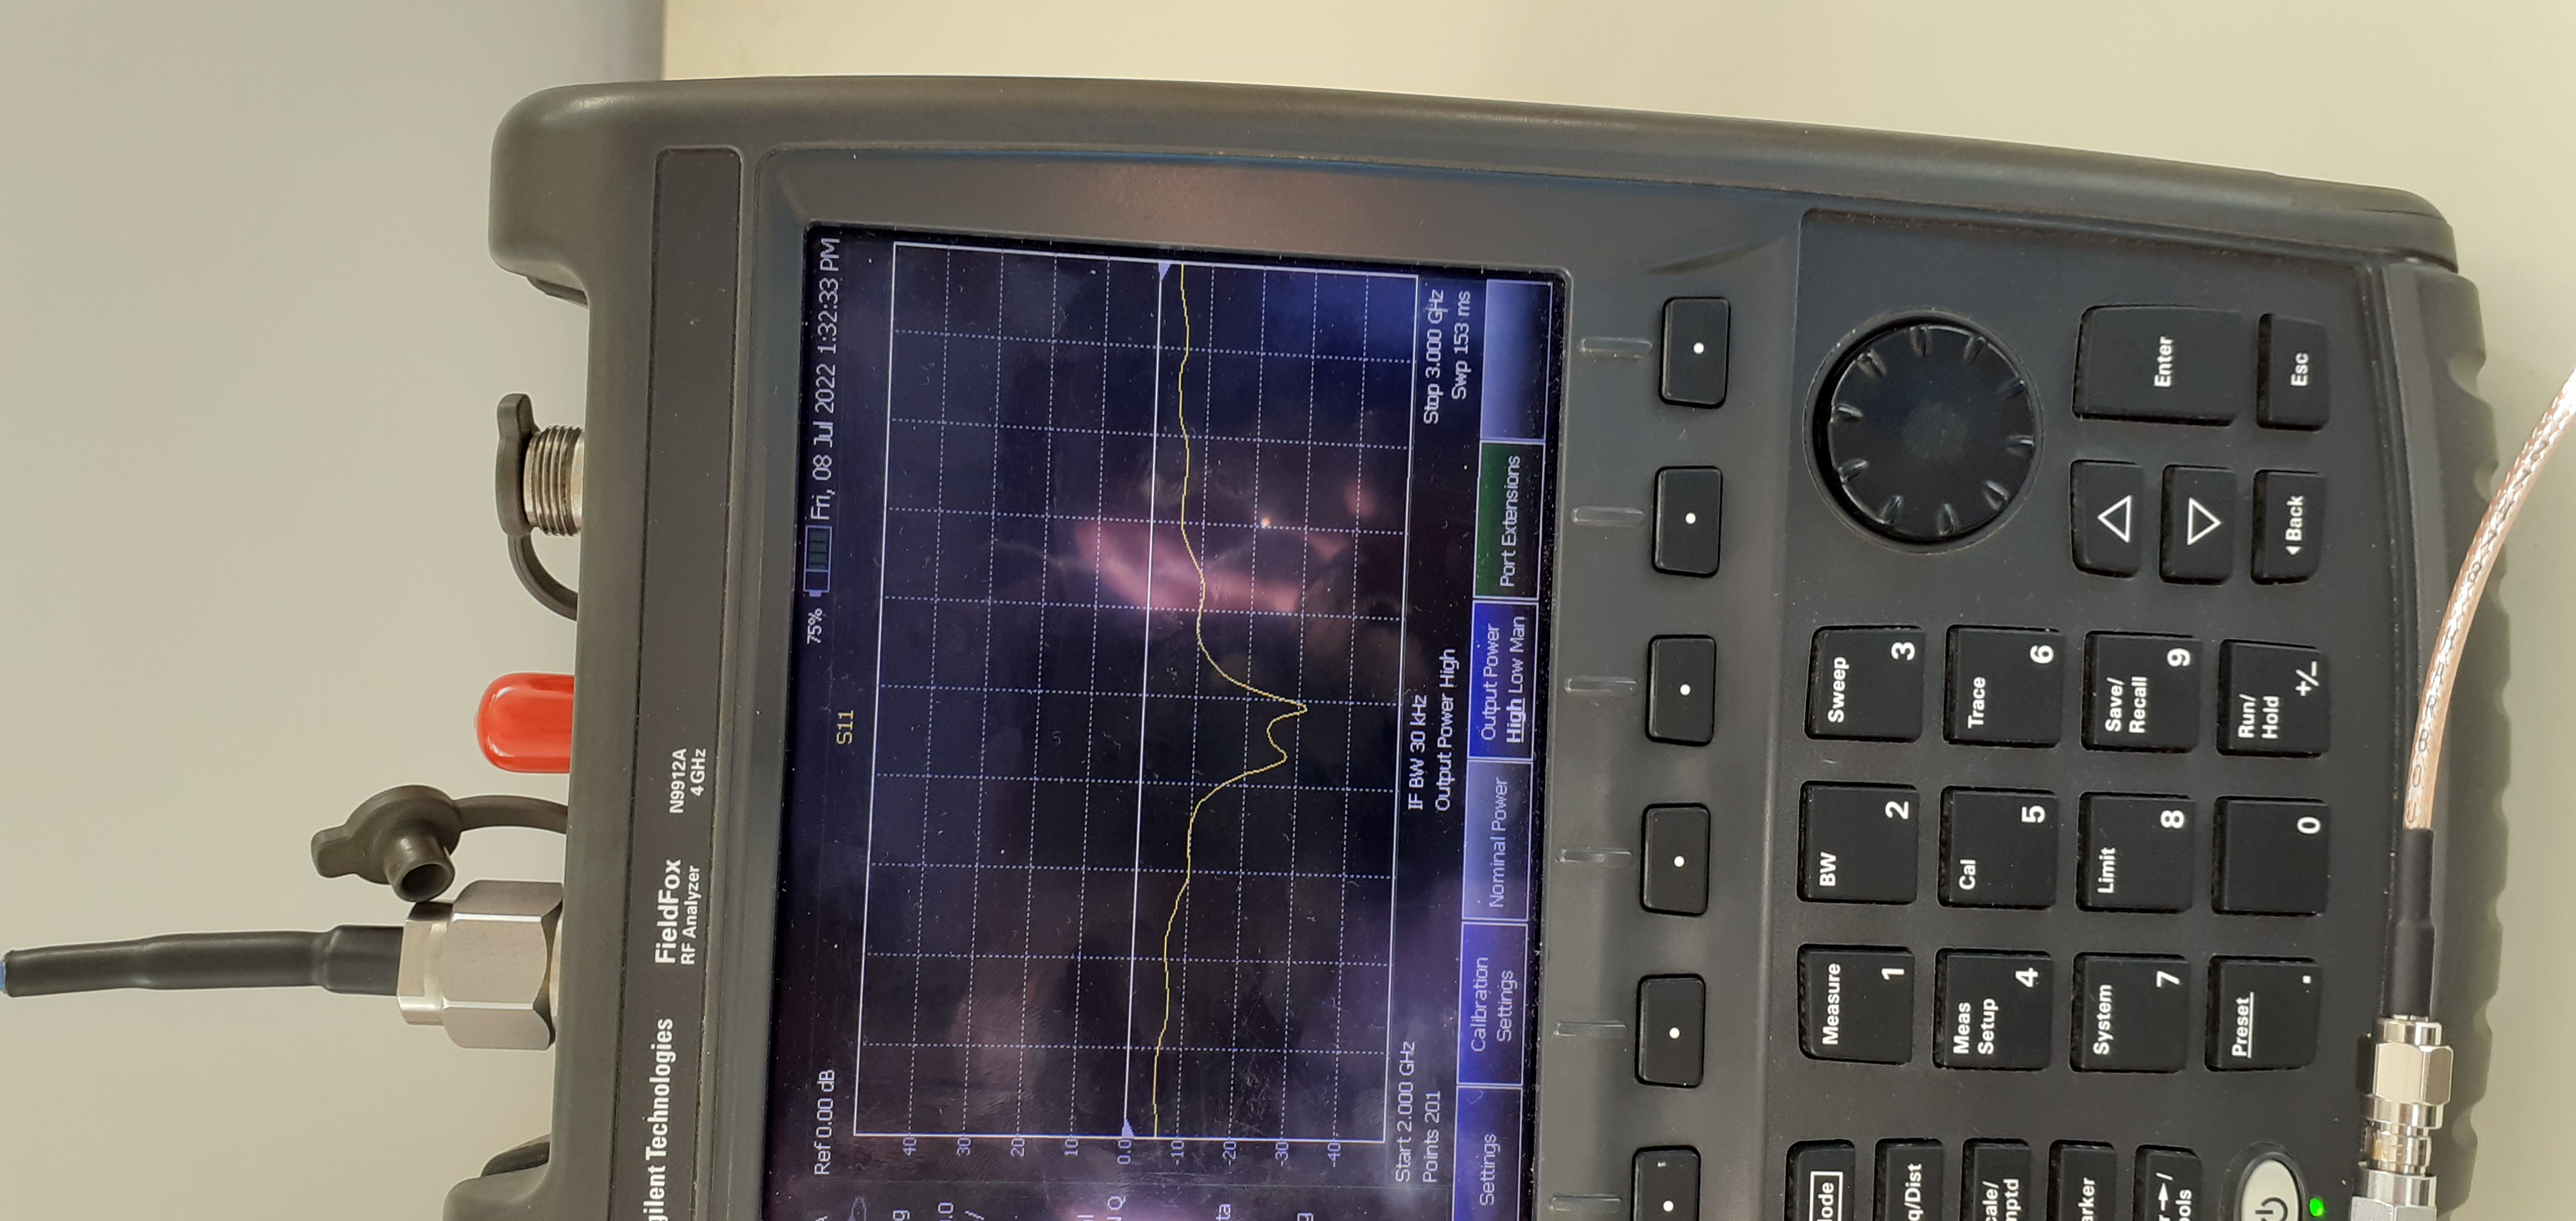 gilent Technologies
FieldFox
RF Analyzer
N9912A
4 GHz
Ref 0.00 dB
75%
Fri, 08 Jul 2022 1:32:33 PM
S11
40
30
20
10
0.0
-10
-20
-30
-40
Start 2.000 GHz
Points 201
IF BW 30 kHz
Output Power High
Stop 3.000 GHz
Swp 153 ms
Settings
Calibration
Settings
Nominal Power
Output Power
High Low Man
Port Extensions
ode
Measure
1
BW
2
Sweep
3
q/Dist
Meas
Setup
4
Cal
5
Trace
6
cale/
mptd
arker
System
7
Limit
8
Save/
Recall
9
Enter
r→/
ools
Preset
.
0
Run/
Hold
+/−
Back
Esc